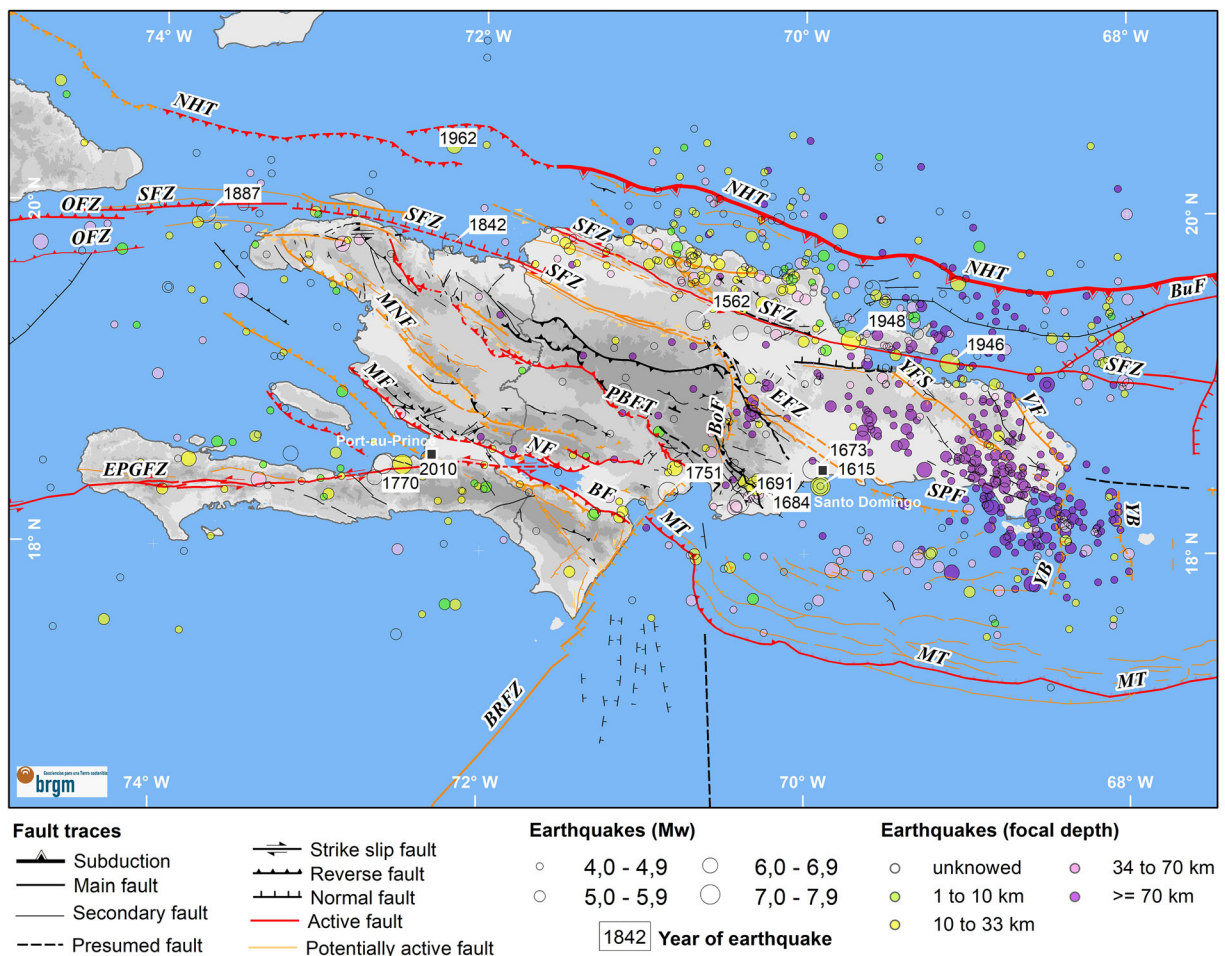 74° W
72° W
70° W
68° W
NHT
1962
20° N
OFZ
SFZ
1887
OFZ
SFZ
1842
SFZ
SFZ
NHT
20° N
NHT
BuF
MNF
1562
SFZ
1948
1946
SFZ
MF
PBFT
BoF
EFZ
YFS
VF
Port-au-Prince
2010
NF
EPGFZ
1770
BF
1751
1673
1615
1691
1684
Santo Domingo
SPF
YB
18° N
MT
YB
18° N
MT
MT
BRFZ
Geociencias para una Tierra sostenible
brgm
74° W
72° W
70° W
68° W
Fault traces
Subduction
Main fault
Secondary fault
Presumed fault
Strike slip fault
Reverse fault
Normal fault
Active fault
Potentially active fault
Earthquakes (Mw)
4,0 - 4,9
6,0 - 6,9
5,0 - 5,9
7,0 - 7,9
1842 Year of earthquake
Earthquakes (focal depth)
unknowed
34 to 70 km
1 to 10 km
>= 70 km
10 to 33 km